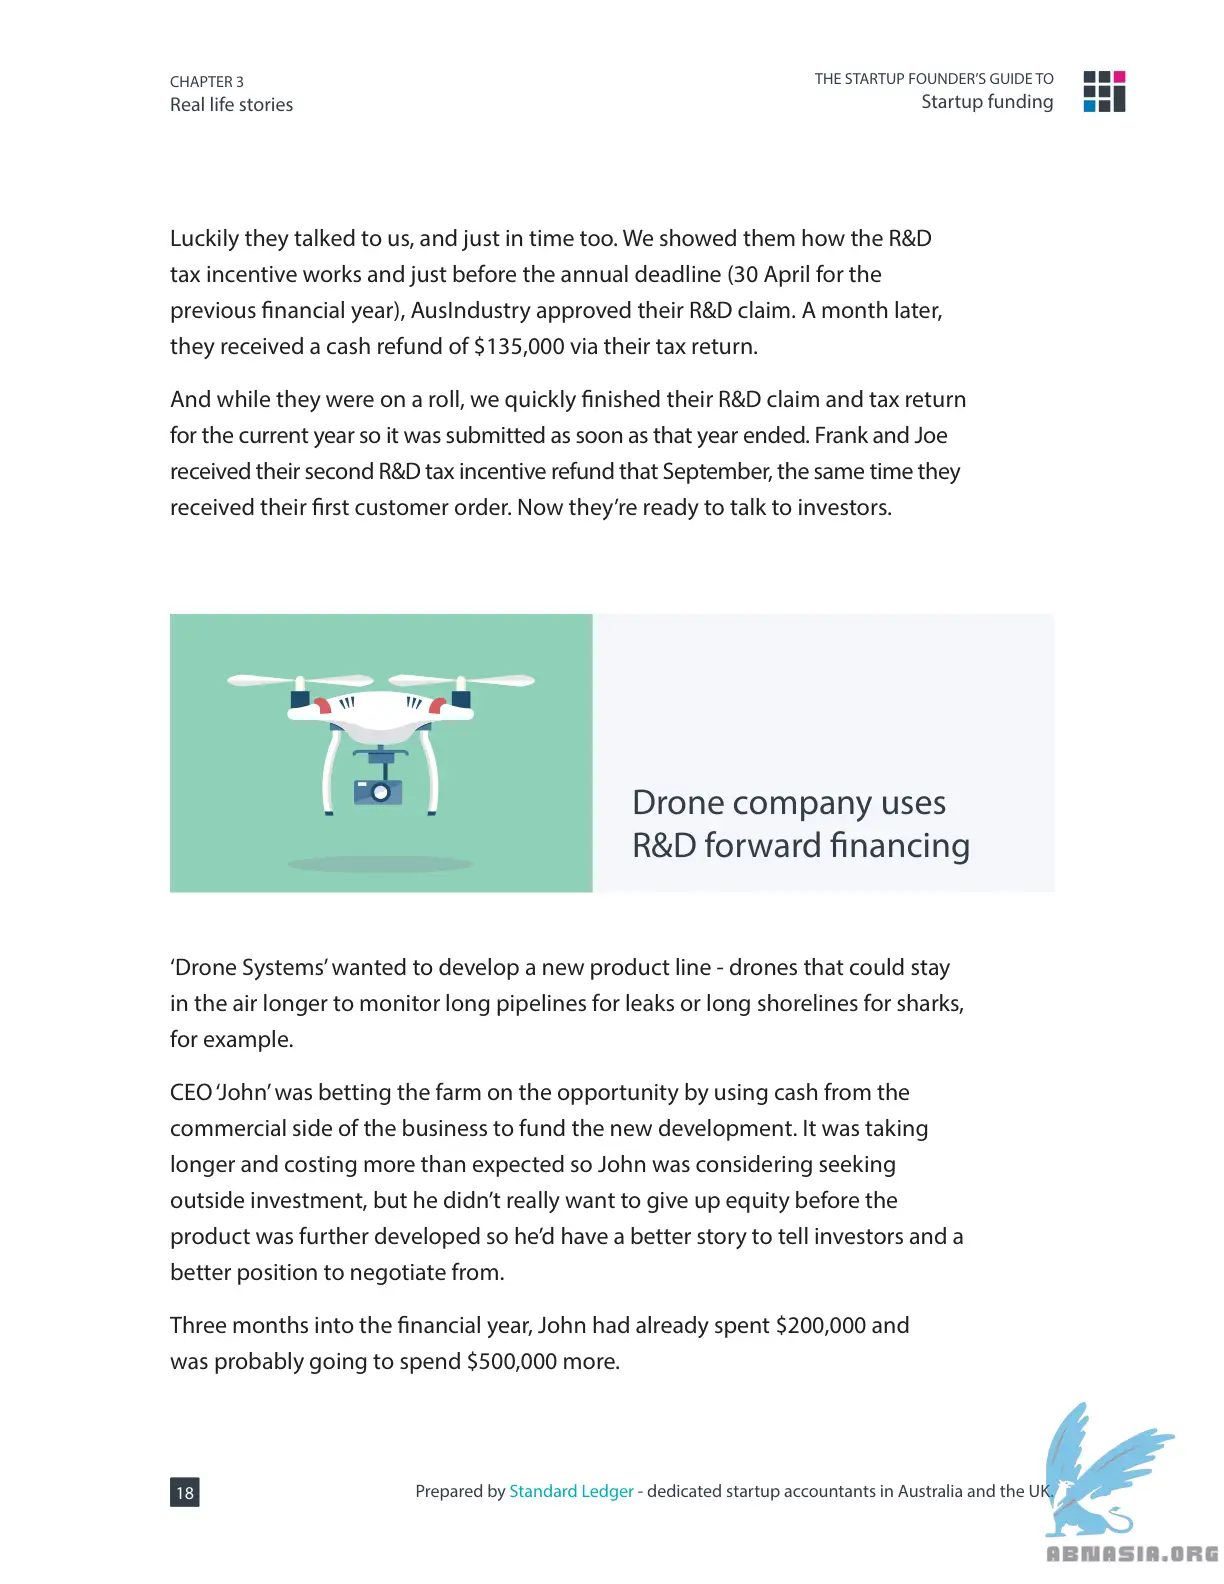 CHAPTER 3
Real life stories
THE STARTUP FOUNDER’S GUIDE TO
Startup funding
Luckily they talked to us, and just in time too. We showed them how the R&D
tax incentive works and just before the annual deadline (30 April for the
previous financial year), AusIndustry approved their R&D claim. A month later,
they received a cash refund of $135,000 via their tax return.
And while they were on a roll, we quickly finished their R&D claim and tax return
for the current year so it was submitted as soon as that year ended. Frank and Joe
received their second R&D tax incentive refund that September, the same time they
received their first customer order. Now they’re ready to talk to investors.
Drone company uses
R&D forward financing
‘Drone Systems’ wanted to develop a new product line - drones that could stay
in the air longer to monitor long pipelines for leaks or long shorelines for sharks,
for example.
CEO ‘John’ was betting the farm on the opportunity by using cash from the
commercial side of the business to fund the new development. It was taking
longer and costing more than expected so John was considering seeking
outside investment, but he didn’t really want to give up equity before the
product was further developed so he’d have a better story to tell investors and a
better position to negotiate from.
Three months into the financial year, John had already spent $200,000 and
was probably going to spend $500,000 more.
18
Prepared by Standard Ledger - dedicated startup accountants in Australia and the UK.
ABNASIA.ORG